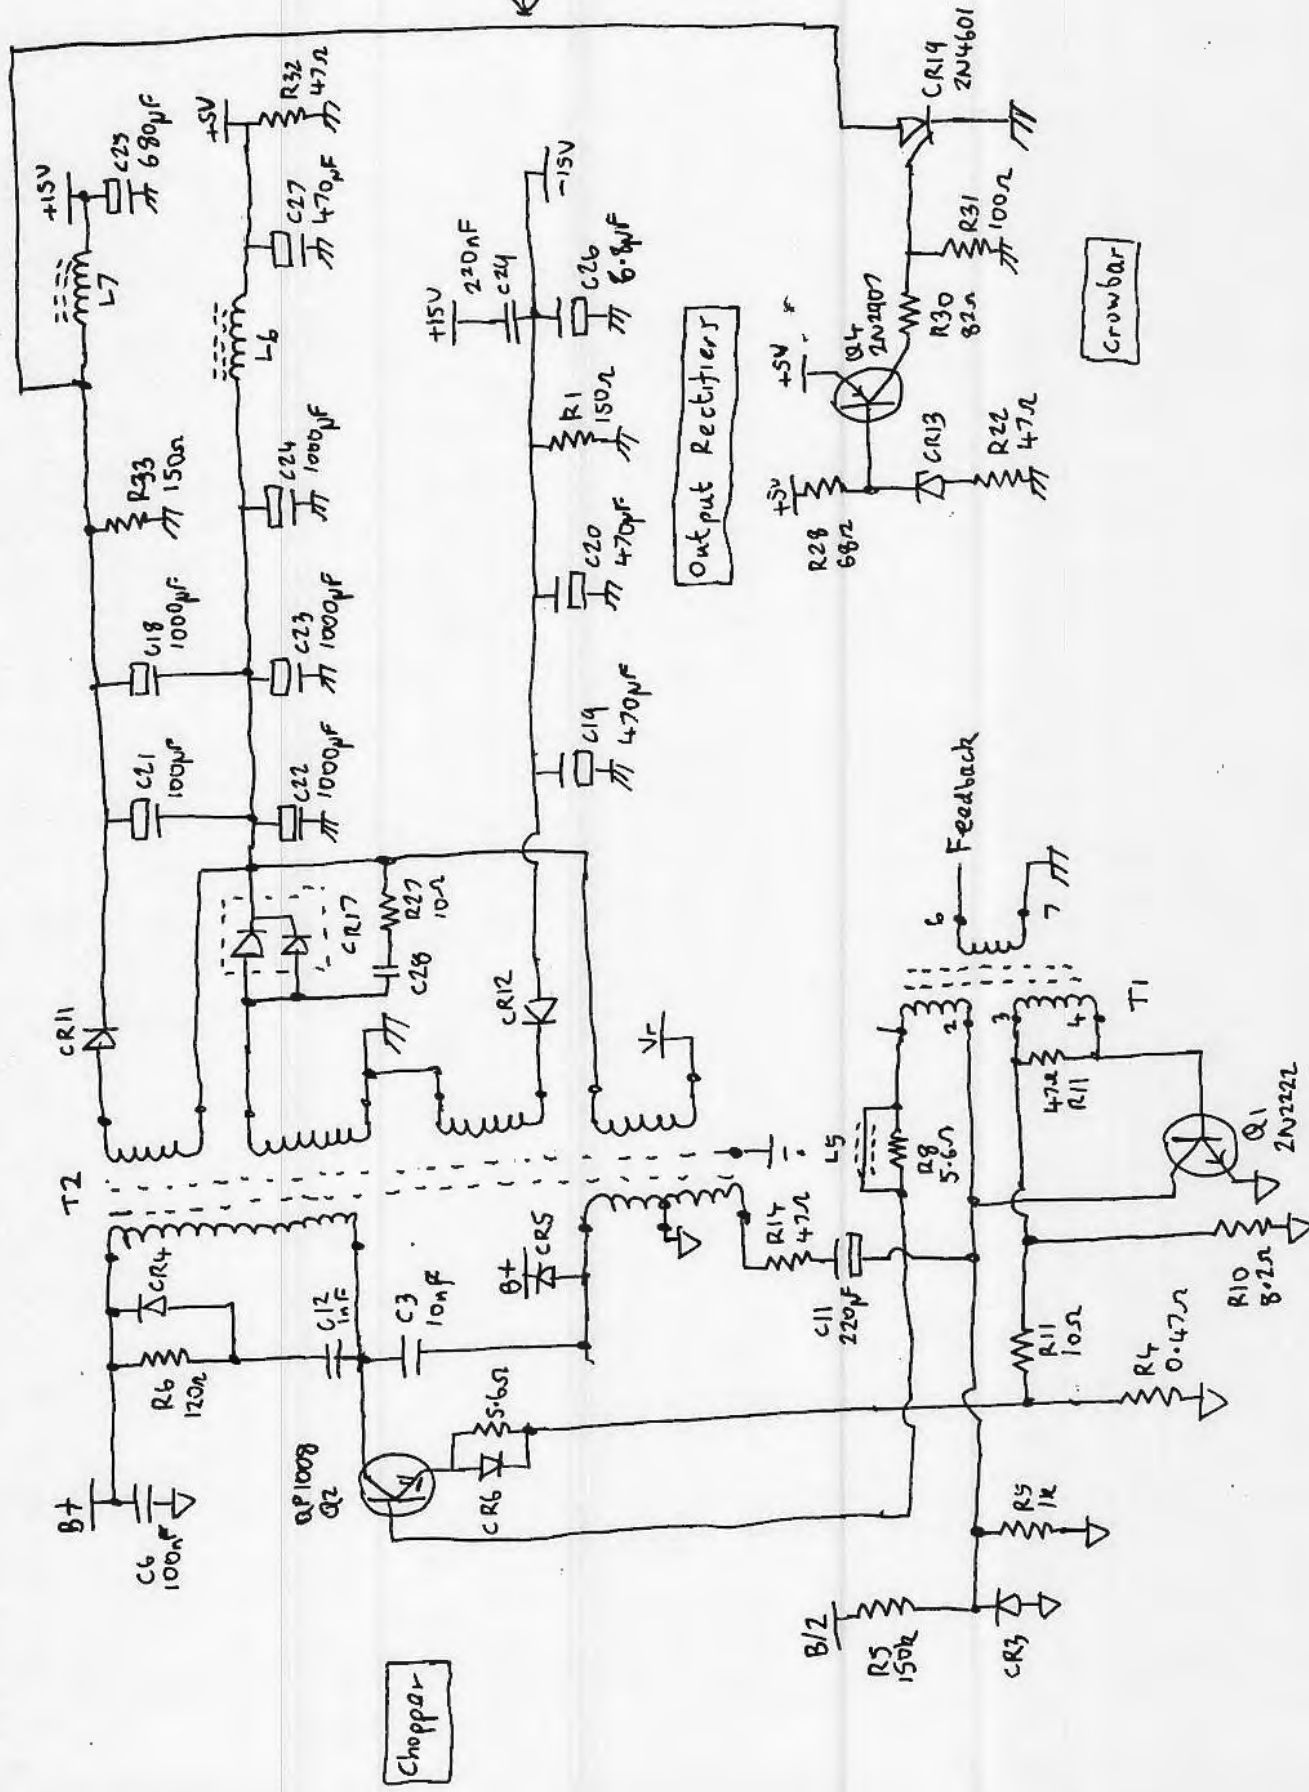 Chopper
B+
C6
100nF
R6
120Ω
CR4
T2
C12
1nF
C3
10nF
QP1008
Q2
CR6
5.6Ω
B+
CR5
R14
47Ω
C11
220µF
B/2
R5
150k
CR3
R5
1k
R4
0.47Ω
R11
10Ω
R10
8.2Ω
Q1
2N2222
47Ω
R11
L5
R8
5.6Ω
1
2
3
4
T1
6
7
Feedback
CR11
CR17
R27
10Ω
C28
CR12
Vr
C21
100µF
C22
1000µF
C18
1000µF
C23
1000µF
R33
150Ω
C24
1000µF
L7
L6
+15V
C25
680µF
+5V
R32
47Ω
C27
470µF
C19
470µF
C20
470µF
R1
150Ω
+15V
220nF
C24
C26
6.8µF
-15V
Output Rectifiers
+5V
R28
68Ω
CR13
R22
47Ω
+5V
Q4
2N2907
R30
82Ω
R31
100Ω
CR19
2N4601
Crowbar